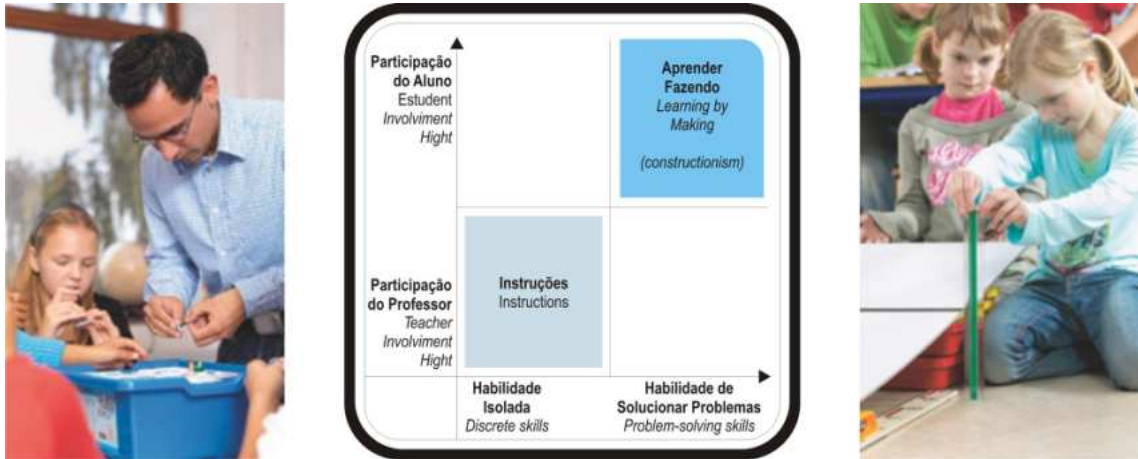 Participação
do Aluno
Estudent
Involviment
Hight
Aprender
Fazendo
Learning by
Making
(constructionism)
Participação
do Professor
Teacher
Involviment
Hight
Instruções
Instructions
Habilidade
Isolada
Discrete skills
Habilidade de
Solucionar Problemas
Problem-solving skills